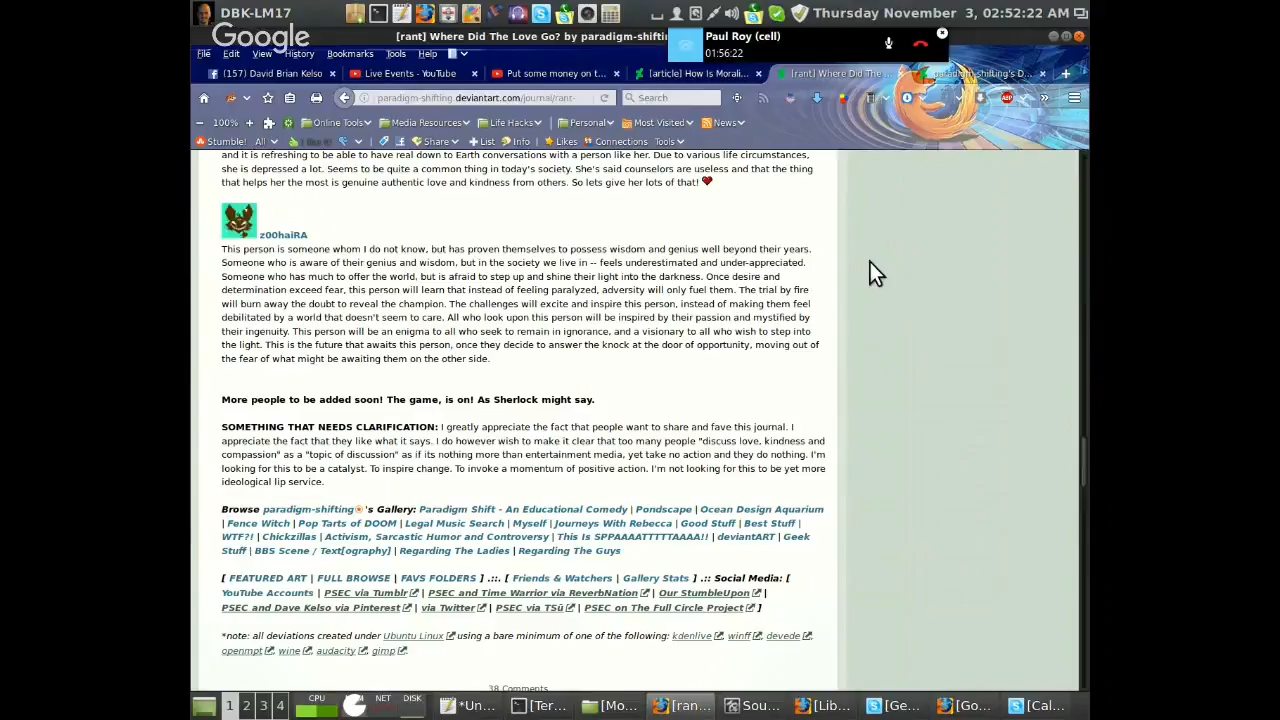 DBK-LM17
Thursday November 3, 02:52:22 AM
Google
[rant] Where Did The Love Go? by paradigm-shiftin
Paul Roy (cell)
01:56:22
File Edit View History Bookmarks Tools Help
(157) David Brian Kelso
Live Events - YouTube
Put some money on t...
[article] How Is Morali...
[rant] Where Did The ...
paradigm-shifting's D...
paradigm-shifting.deviantart.com/journal/rant-
Search
100%
Online Tools
Media Resources
Life Hacks
Personal
Most Visited
News
Stumble!
All
I like it!
Share
List
Info
Likes
Connections
Tools
and it is refreshing to be able to have real down to Earth conversations with a person like her. Due to various life circumstances,
she is depressed a lot. Seems to be quite a common thing in today's society. She's said counselors are useless and that the thing
that helps her the most is genuine authentic love and kindness from others. So lets give her lots of that!
z00haiRA
This person is someone whom I do not know, but has proven themselves to possess wisdom and genius well beyond their years.
Someone who is aware of their genius and wisdom, but in the society we live in -- feels underestimated and under-appreciated.
Someone who has much to offer the world, but is afraid to step up and shine their light into the darkness. Once desire and
determination exceed fear, this person will learn that instead of feeling paralyzed, adversity will only fuel them. The trial by fire
will burn away the doubt to reveal the champion. The challenges will excite and inspire this person, instead of making them feel
debilitated by a world that doesn't seem to care. All who look upon this person will be inspired by their passion and mystified by
their ingenuity. This person will be an enigma to all who seek to remain in ignorance, and a visionary to all who wish to step into
the light. This is the future that awaits this person, once they decide to answer the knock at the door of opportunity, moving out of
the fear of what might be awaiting them on the other side.
More people to be added soon! The game, is on! As Sherlock might say.
SOMETHING THAT NEEDS CLARIFICATION: I greatly appreciate the fact that people want to share and fave this journal. I
appreciate the fact that they like what it says. I do however wish to make it clear that too many people "discuss love, kindness and
compassion" as a "topic of discussion" as if its nothing more than entertainment media, yet take no action and they do nothing. I'm
looking for this to be a catalyst. To inspire change. To invoke a momentum of positive action. I'm not looking for this to be yet more
ideological lip service.
Browse paradigm-shifting's Gallery: Paradigm Shift - An Educational Comedy | Pondscape | Ocean Design Aquarium
| Fence Witch | Pop Tarts of DOOM | Legal Music Search | Myself | Journeys With Rebecca | Good Stuff | Best Stuff |
WTF?! | Chickzillas | Activism, Sarcastic Humor and Controversy | This Is SPPAAATTTTTAAAA!! | deviantART | Geek
Stuff | BBS Scene / Text[ography] | Regarding The Ladies | Regarding The Guys
[ FEATURED ART | FULL BROWSE | FAVS FOLDERS ] .::. [ Friends & Watchers | Gallery Stats ] .:: Social Media: [
YouTube Accounts | PSEC via Tumblr | PSEC and Time Warrior via ReverbNation | Our StumbleUpon |
PSEC and Dave Kelso via Pinterest | via Twitter | PSEC via TSū | PSEC on The Full Circle Project ]
*note: all deviations created under Ubuntu Linux using a bare minimum of one of the following: kdenlive, winff, devede,
openmpt, wine, audacity, gimp.
38 Comments
1 2 3 4 CPU NET DISK *Un... [Ter... [Mo... [ran... Sou... [Lib... [Ge... [Go... [Cal...